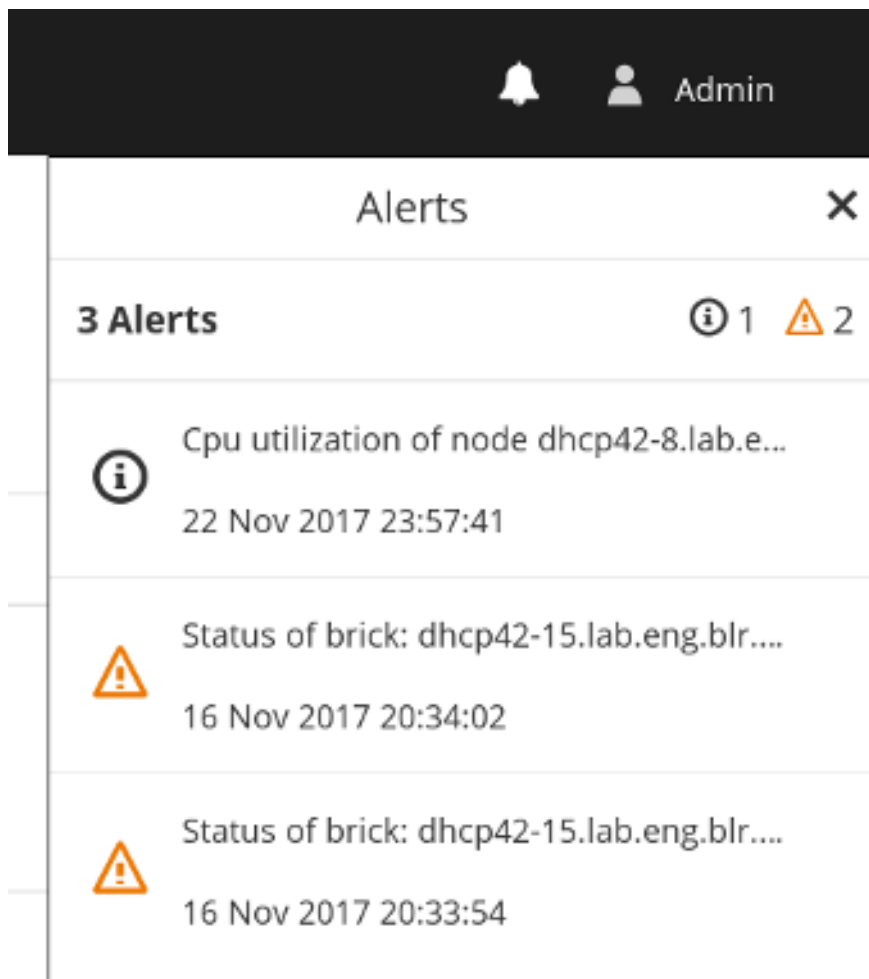 Admin
Alerts
3 Alerts 1 2
Cpu utilization of node dhcp42-8.lab.e...
22 Nov 2017 23:57:41
Status of brick: dhcp42-15.lab.eng.blr....
16 Nov 2017 20:34:02
Status of brick: dhcp42-15.lab.eng.blr....
16 Nov 2017 20:33:54